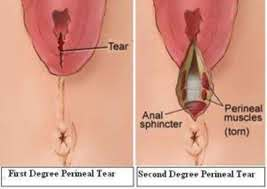 Tear
Anal
sphincter
Perineal
muscles
(torn)
First Degree Perineal Tear
Second Degree Perineal Tear